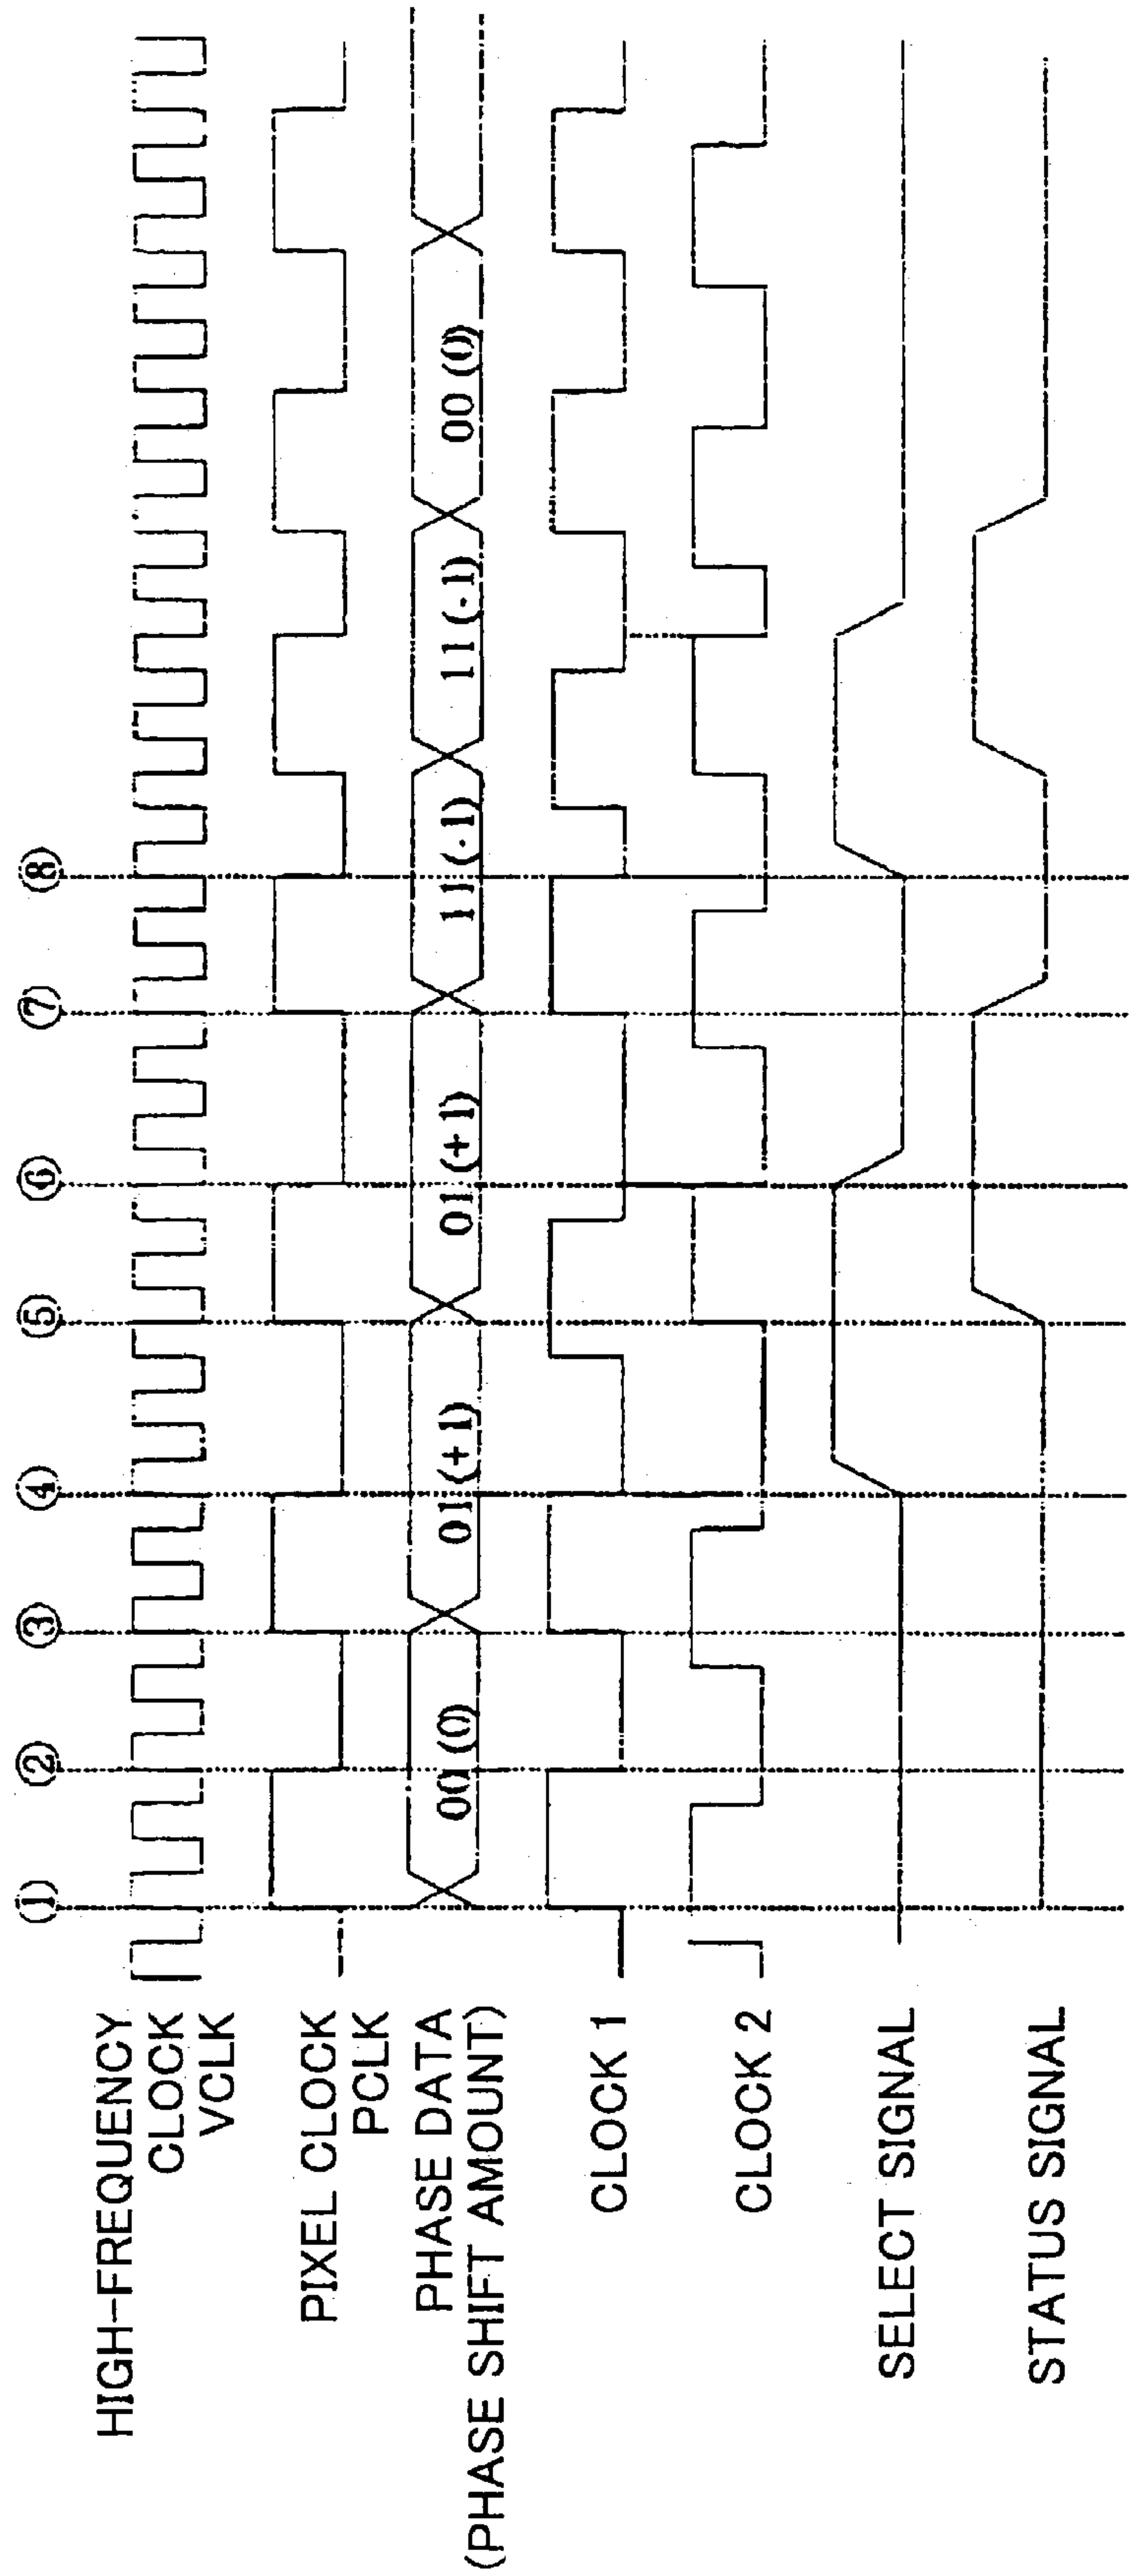 ① ② ③ ④ ⑤ ⑥ ⑦ ⑧
HIGH-FREQUENCY
CLOCK
VCLK
PIXEL CLOCK
PCLK
PHASE DATA
(PHASE SHIFT AMOUNT)
00 (0) 01 (+1) 01 (+1) 11 (-1) 11 (-1) 00 (0)
CLOCK 1
CLOCK 2
SELECT SIGNAL
STATUS SIGNAL